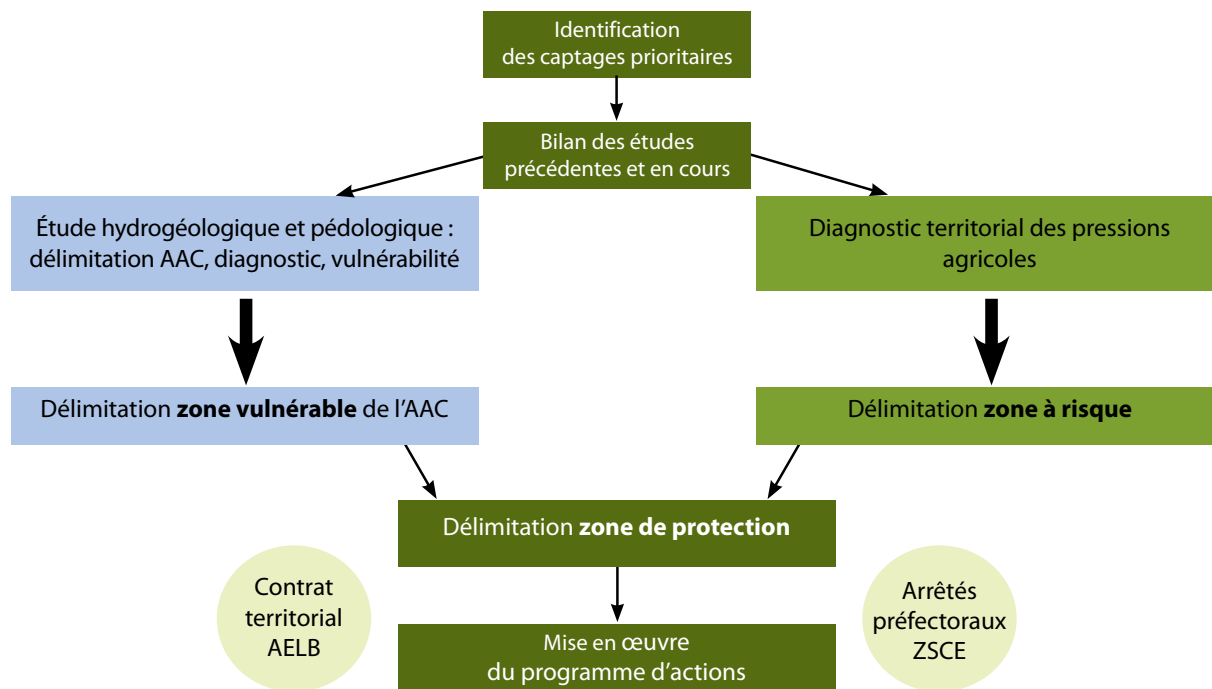 Identification
des captages prioritaires
Bilan des études
précédentes et en cours
Étude hydrogéologique et pédologique :
délimitation AAC, diagnostic, vulnérabilité
Diagnostic territorial des pressions
agricoles
Délimitation zone vulnérable de l’AAC
Délimitation zone à risque
Délimitation zone de protection
Contrat
territorial
AELB
Arrêtés
préfectoraux
ZSCE
Mise en œuvre
du programme d’actions